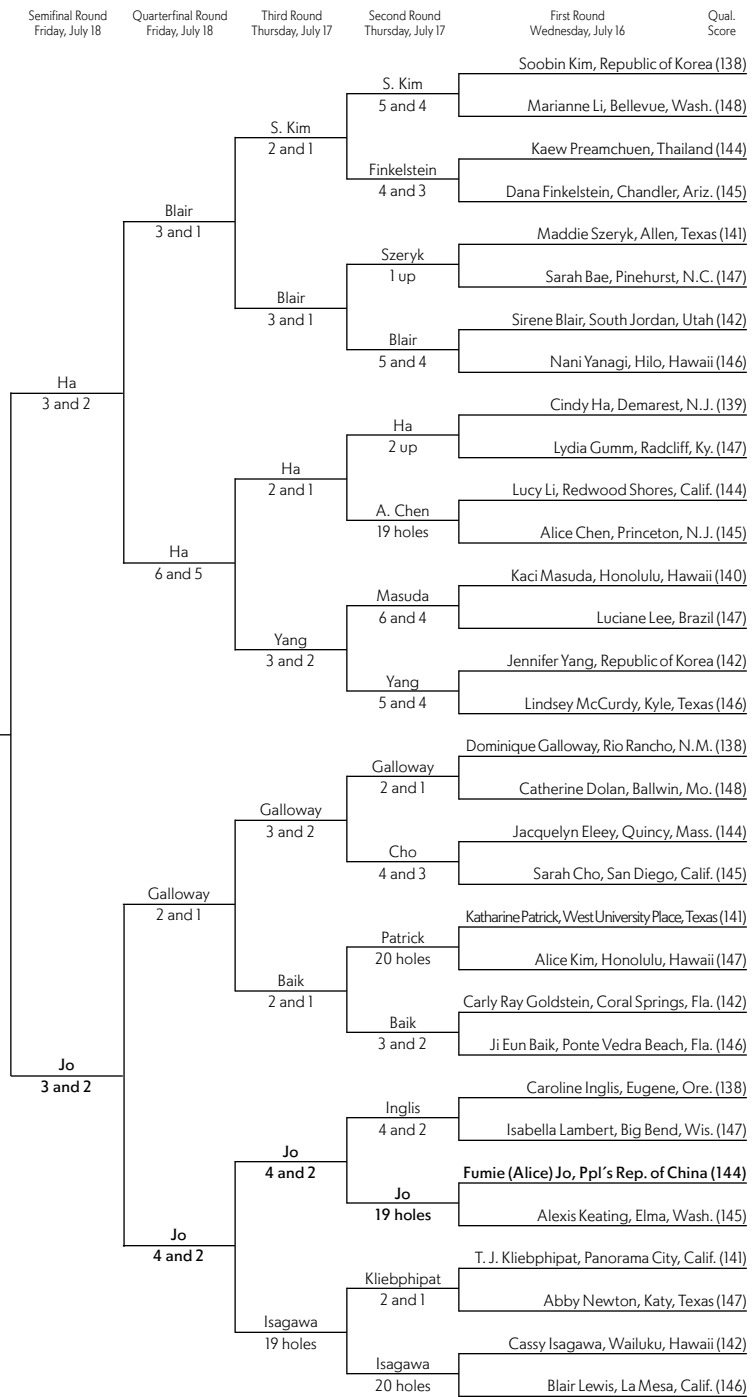 Semifinal Round
Friday, July 18
Quarterfinal Round
Friday, July 18
Third Round
Thursday, July 17
Second Round
Thursday, July 17
First Round
Wednesday, July 16
Qual.
Score
Soobin Kim, Republic of Korea (138)
S. Kim
5 and 4
Marianne Li, Bellevue, Wash. (148)
S. Kim
2 and 1
Kaew Preamchuen, Thailand (144)
Finkelstein
4 and 3
Dana Finkelstein, Chandler, Ariz. (145)
Blair
3 and 1
Maddie Szeryk, Allen, Texas (141)
Szeryk
1 up
Sarah Bae, Pinehurst, N.C. (147)
Blair
3 and 1
Sirene Blair, South Jordan, Utah (142)
Blair
5 and 4
Nani Yanagi, Hilo, Hawaii (146)
Ha
3 and 2
Cindy Ha, Demarest, N.J. (139)
Ha
2 up
Lydia Gumm, Radcliff, Ky. (147)
Ha
2 and 1
Lucy Li, Redwood Shores, Calif. (144)
A. Chen
19 holes
Alice Chen, Princeton, N.J. (145)
Ha
6 and 5
Kaci Masuda, Honolulu, Hawaii (140)
Masuda
6 and 4
Luciane Lee, Brazil (147)
Yang
3 and 2
Jennifer Yang, Republic of Korea (142)
Yang
5 and 4
Lindsey McCurdy, Kyle, Texas (146)
Dominique Galloway, Rio Rancho, N.M. (138)
Galloway
2 and 1
Catherine Dolan, Ballwin, Mo. (148)
Galloway
3 and 2
Jacquelyn Eleey, Quincy, Mass. (144)
Cho
4 and 3
Sarah Cho, San Diego, Calif. (145)
Galloway
2 and 1
Katharine Patrick, West University Place, Texas (141)
Patrick
20 holes
Alice Kim, Honolulu, Hawaii (147)
Baik
2 and 1
Carly Ray Goldstein, Coral Springs, Fla. (142)
Baik
3 and 2
Ji Eun Baik, Ponte Vedra Beach, Fla. (146)
Jo
3 and 2
Caroline Inglis, Eugene, Ore. (138)
Inglis
4 and 2
Isabella Lambert, Big Bend, Wis. (147)
Jo
4 and 2
Fumie (Alice) Jo, Ppl´s Rep. of China (144)
Jo
19 holes
Alexis Keating, Elma, Wash. (145)
Jo
4 and 2
T. J. Kliebphipat, Panorama City, Calif. (141)
Kliebphipat
2 and 1
Abby Newton, Katy, Texas (147)
Isagawa
19 holes
Cassy Isagawa, Wailuku, Hawaii (142)
Isagawa
20 holes
Blair Lewis, La Mesa, Calif. (146)